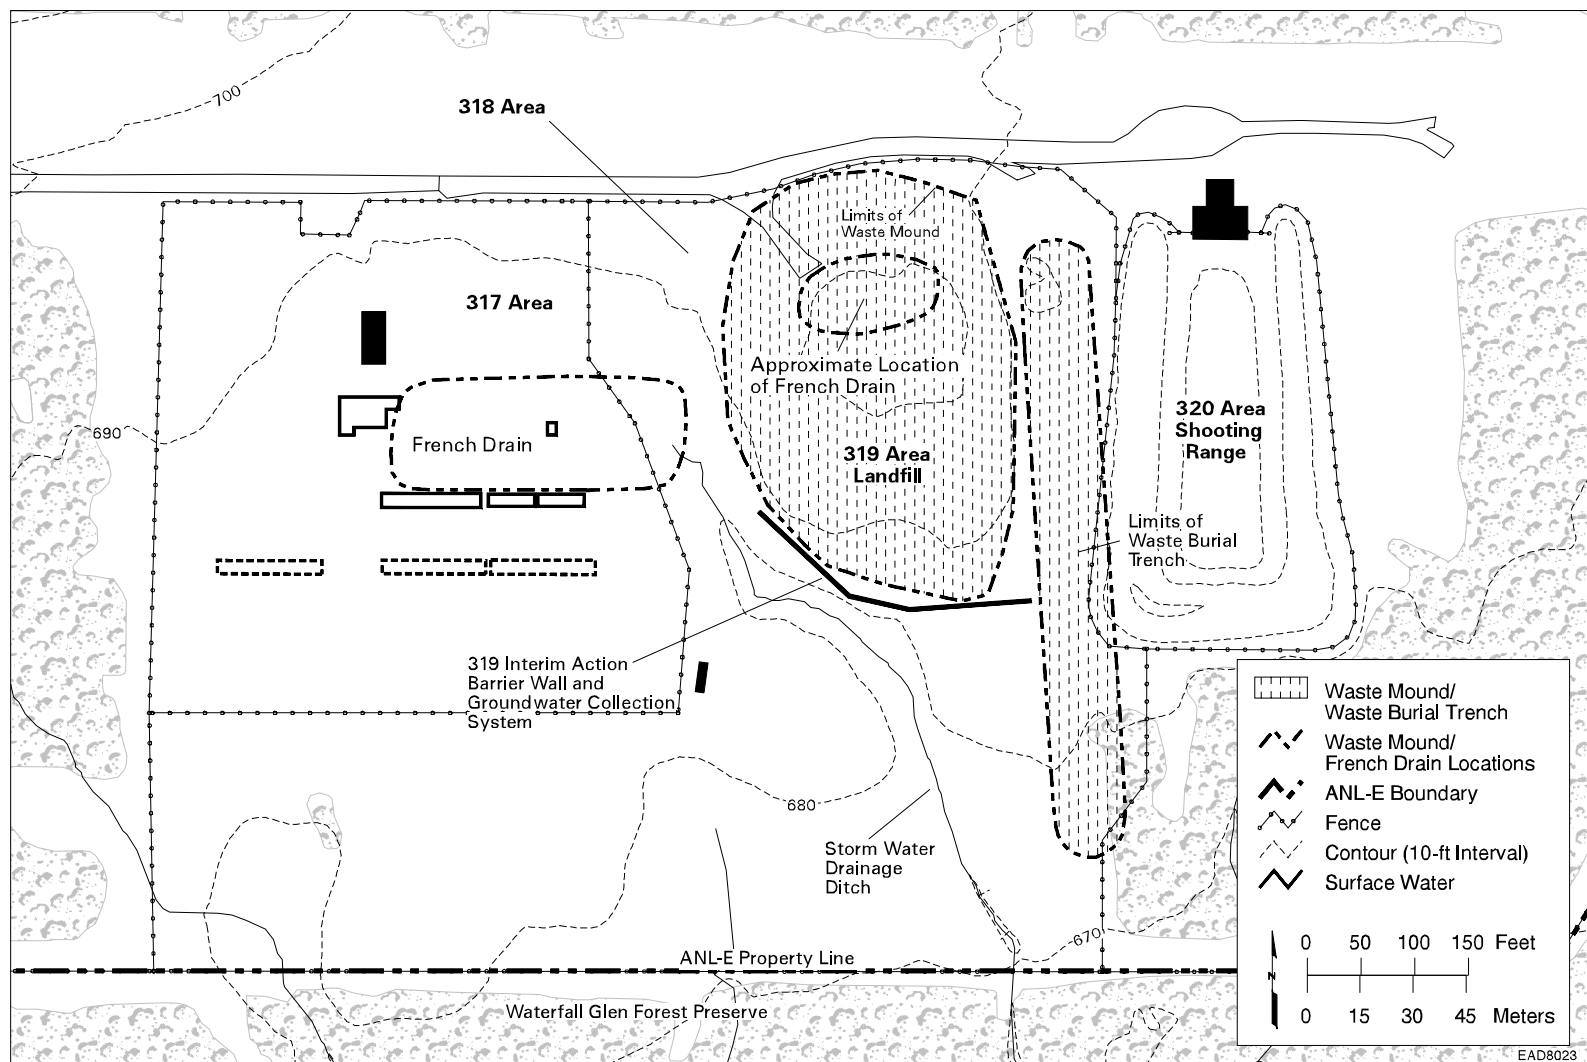 700
318 Area
Limits of
Waste Mound
317 Area
Approximate Location
of French Drain
690
French Drain
320 Area
Shooting
Range
319 Area
Landfill
Limits of
Waste Burial
Trench
319 Interim Action
Barrier Wall and
Groundwater Collection
System
680
Storm Water
Drainage
Ditch
670
ANL-E Property Line
Waterfall Glen Forest Preserve
Waste Mound/
Waste Burial Trench
Waste Mound/
French Drain Locations
ANL-E Boundary
Fence
Contour (10-ft Interval)
Surface Water
N
0 50 100 150 Feet
0 15 30 45 Meters
EAD8023